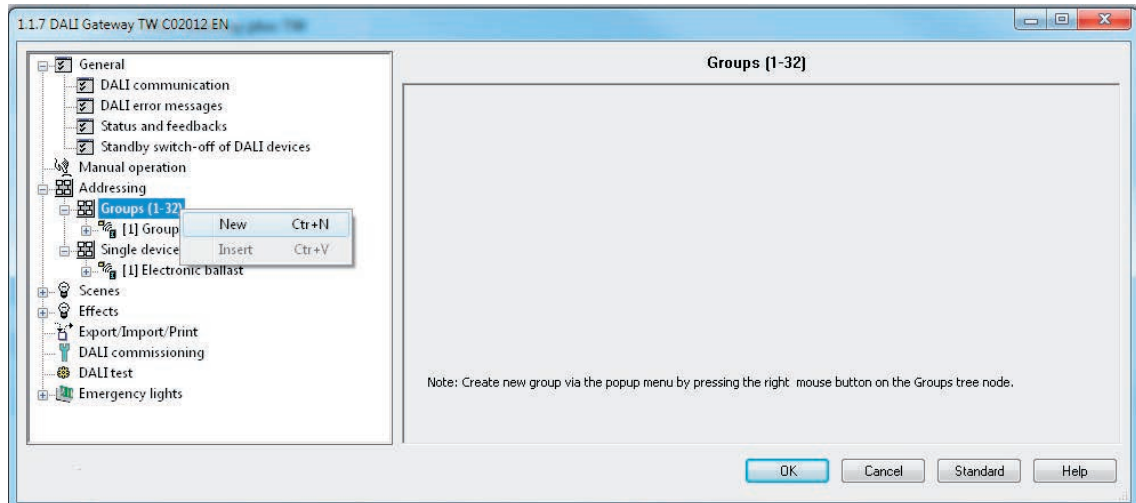 1.1.7 DALI Gateway TW C02012 EN
General
DALI communication
DALI error messages
Status and feedbacks
Standby switch-off of DALI devices
Manual operation
Addressing
Groups (1-32)
[1] Group
Single device
[1] Electronic ballast
Scenes
Effects
Export/Import/Print
DALI commissioning
DALI test
Emergency lights
New Ctr+N
Insert Ctr+V
Groups (1-32)
Note: Create new group via the popup menu by pressing the right mouse button on the Groups tree node.
OK Cancel Standard Help